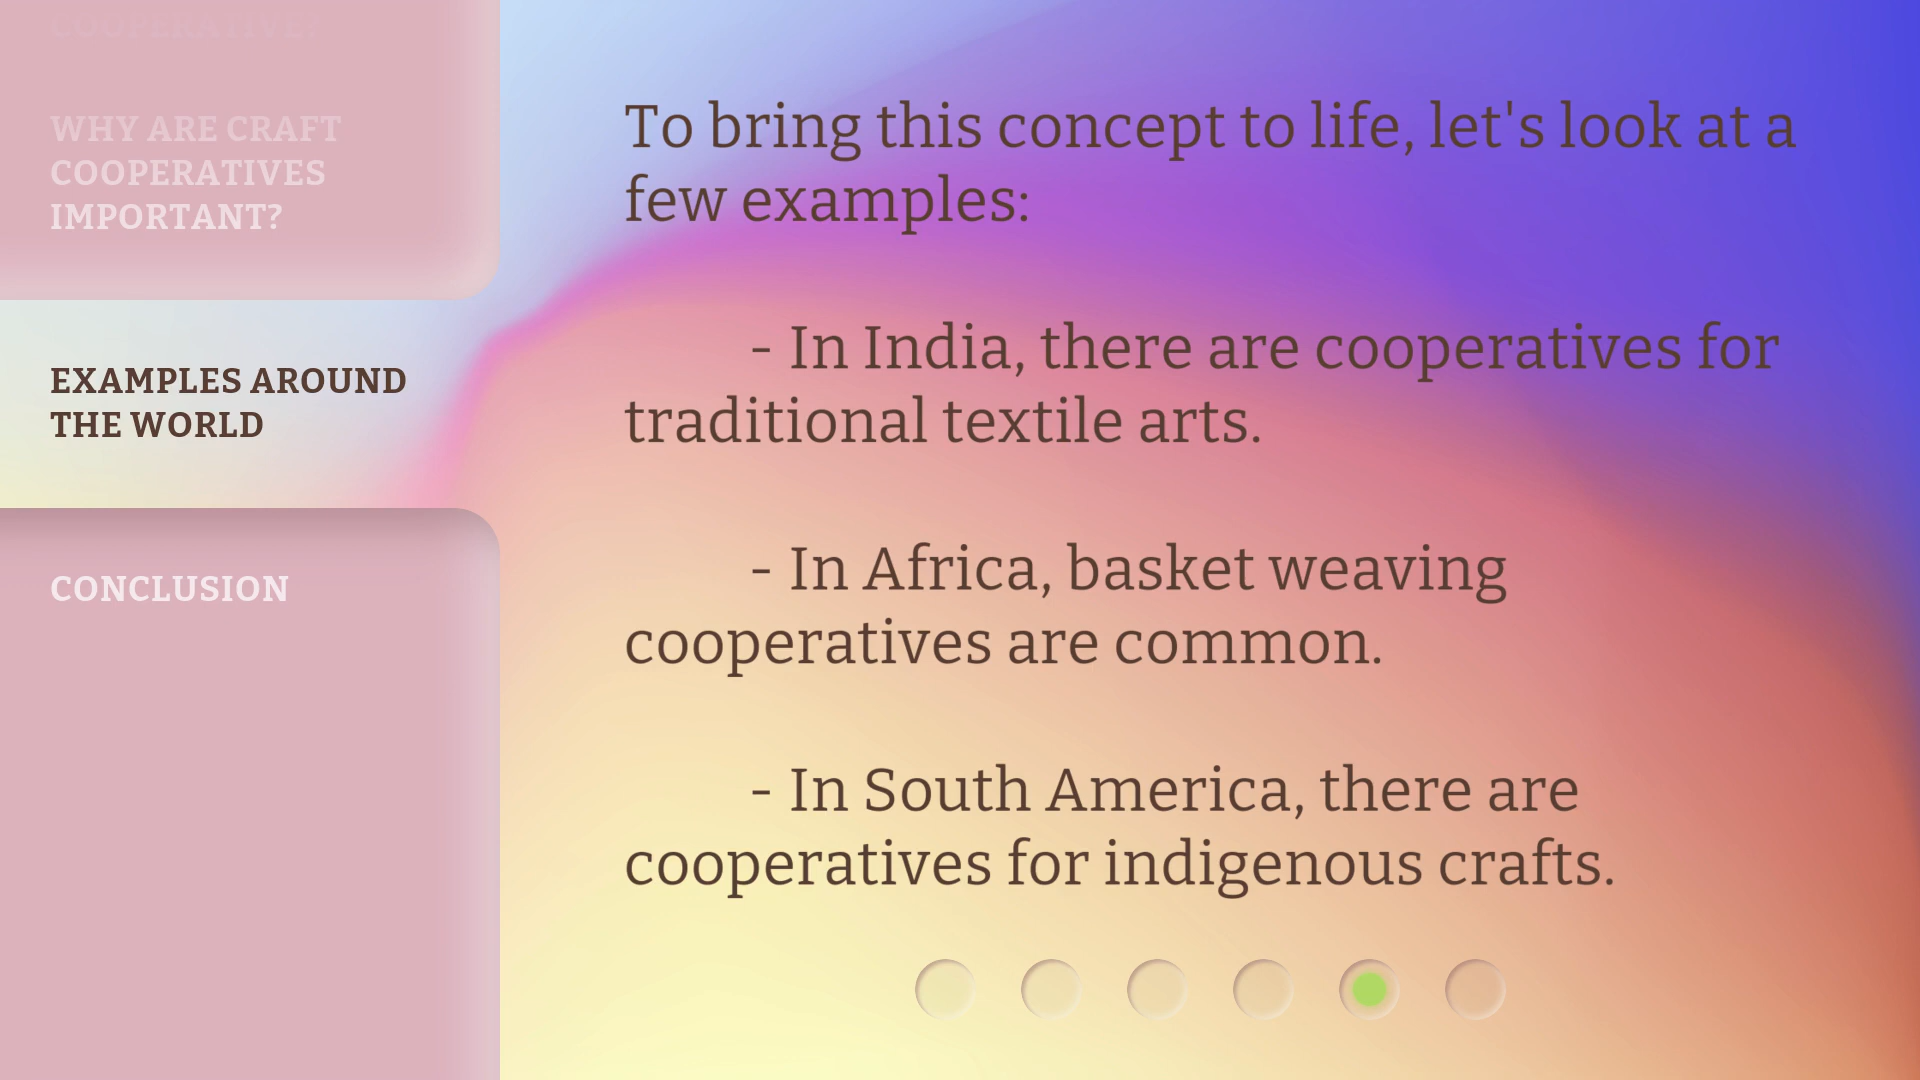 COOPERATIVE?
WHY ARE CRAFT
COOPERATIVES
IMPORTANT?
EXAMPLES AROUND
THE WORLD
CONCLUSION
To bring this concept to life, let's look at a
few examples:
- In India, there are cooperatives for
traditional textile arts.
- In Africa, basket weaving
cooperatives are common.
- In South America, there are
cooperatives for indigenous crafts.